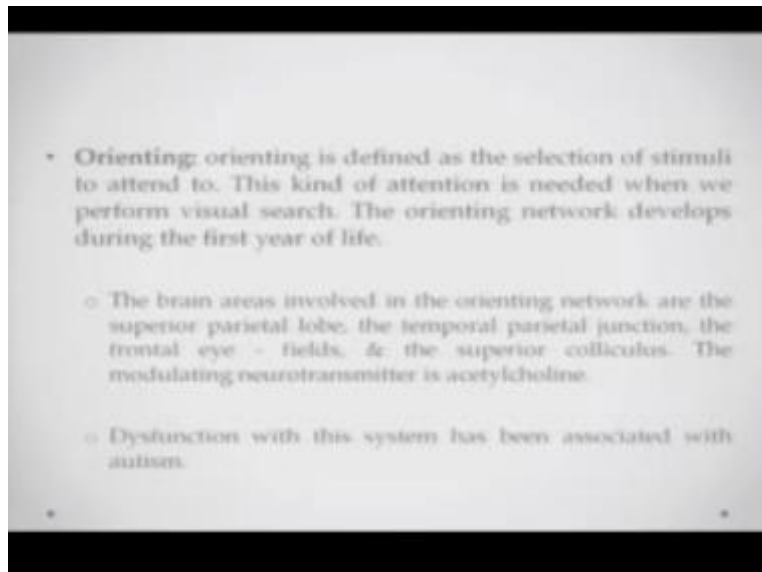 • Orienting: orienting is defined as the selection of stimuli
to attend to. This kind of attention is needed when we
perform visual search. The orienting network develops
during the first year of life.
o The brain areas involved in the orienting network are the
superior parietal lobe, the temporal parietal junction, the
frontal eye - fields, & the superior colliculus. The
modulating neurotransmitter is acetylcholine.
o Dysfunction with this system has been associated with
autism.